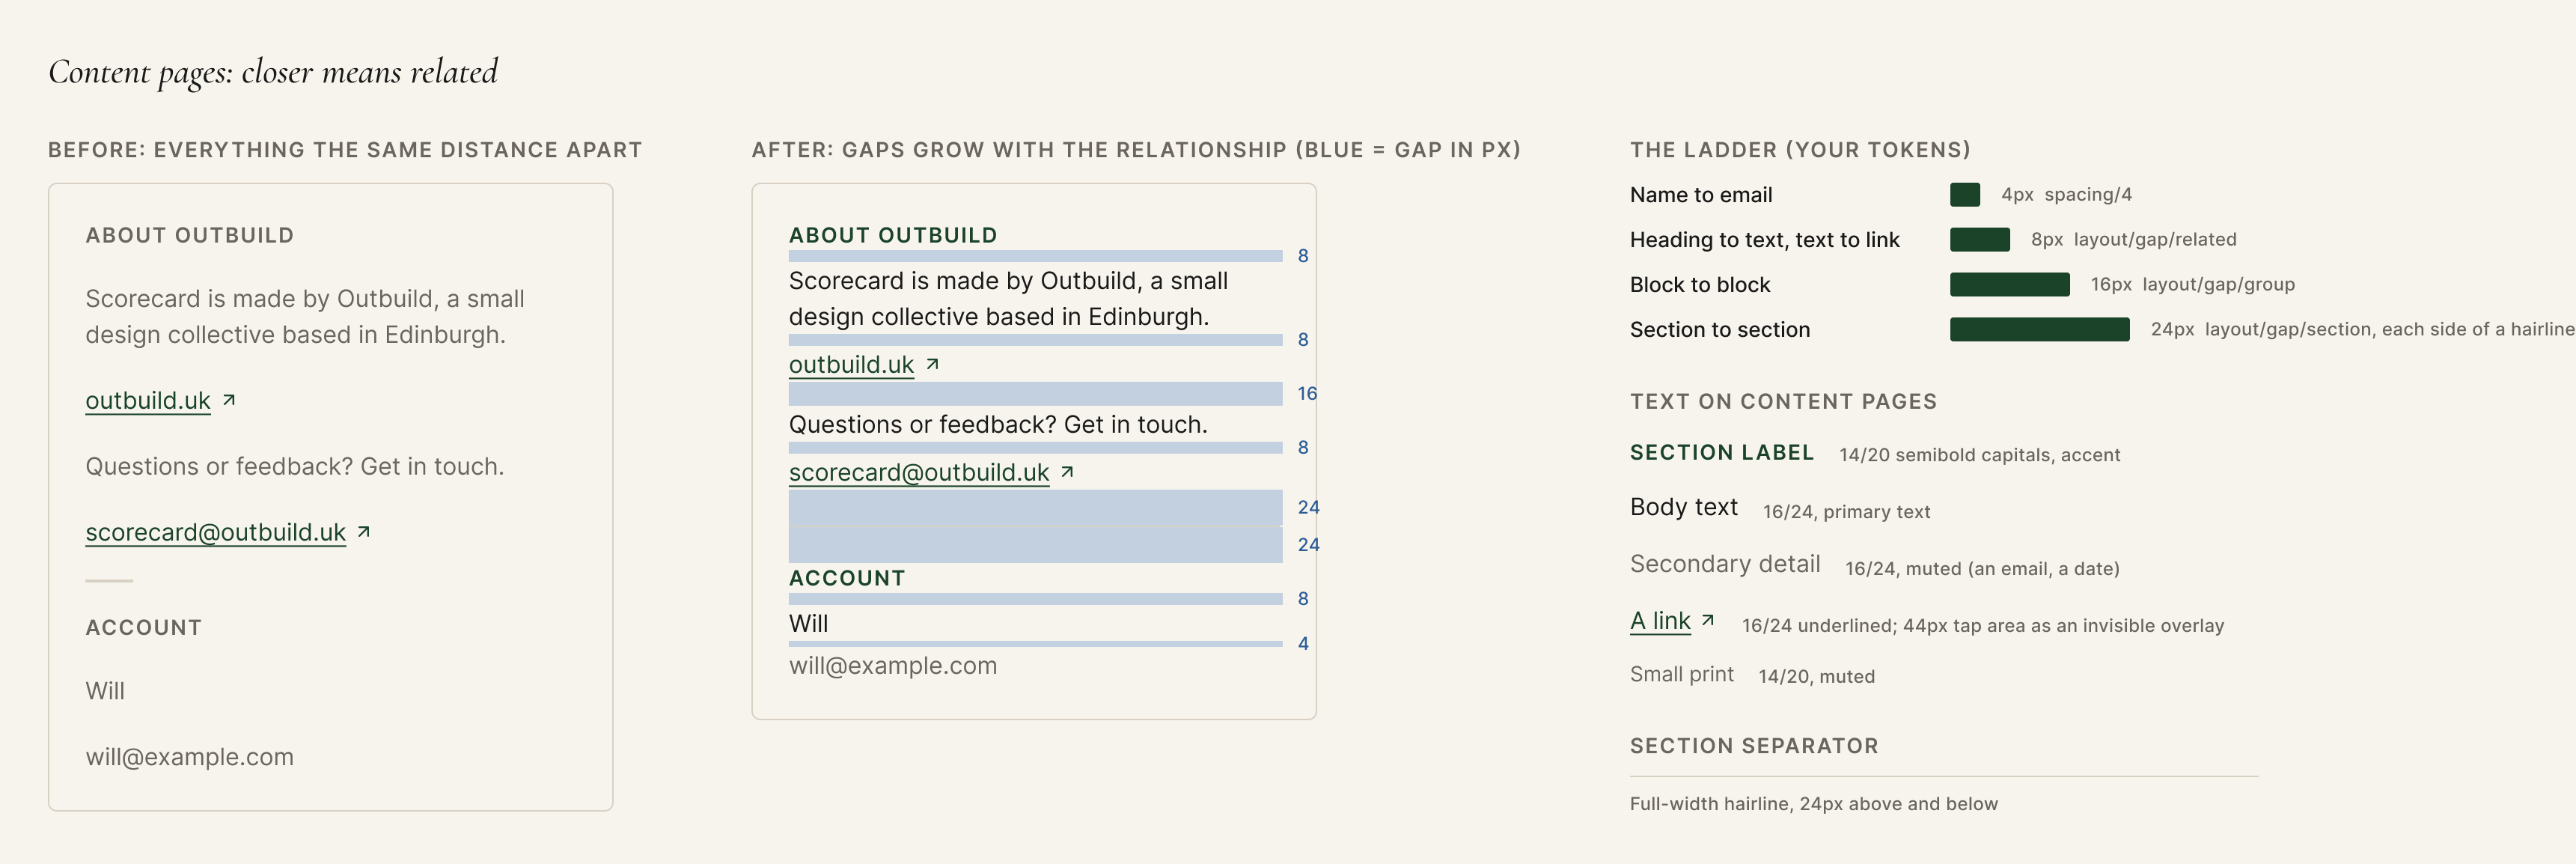 Content pages: closer means related
BEFORE: EVERYTHING THE SAME DISTANCE APART
ABOUT OUTBUILD
Scorecard is made by Outbuild, a small
design collective based in Edinburgh.
outbuild.uk ↗
Questions or feedback? Get in touch.
scorecard@outbuild.uk ↗
ACCOUNT
Will
will@example.com
AFTER: GAPS GROW WITH THE RELATIONSHIP (BLUE = GAP IN PX)
ABOUT OUTBUILD
8
Scorecard is made by Outbuild, a small
design collective based in Edinburgh.
8
outbuild.uk ↗
16
Questions or feedback? Get in touch.
8
scorecard@outbuild.uk ↗
24
24
ACCOUNT
8
Will
4
will@example.com
THE LADDER (YOUR TOKENS)
Name to email 4px spacing/4
Heading to text, text to link 8px layout/gap/related
Block to block 16px layout/gap/group
Section to section 24px layout/gap/section, each side of a hairline
TEXT ON CONTENT PAGES
SECTION LABEL 14/20 semibold capitals, accent
Body text 16/24, primary text
Secondary detail 16/24, muted (an email, a date)
A link ↗ 16/24 underlined; 44px tap area as an invisible overlay
Small print 14/20, muted
SECTION SEPARATOR
Full-width hairline, 24px above and below